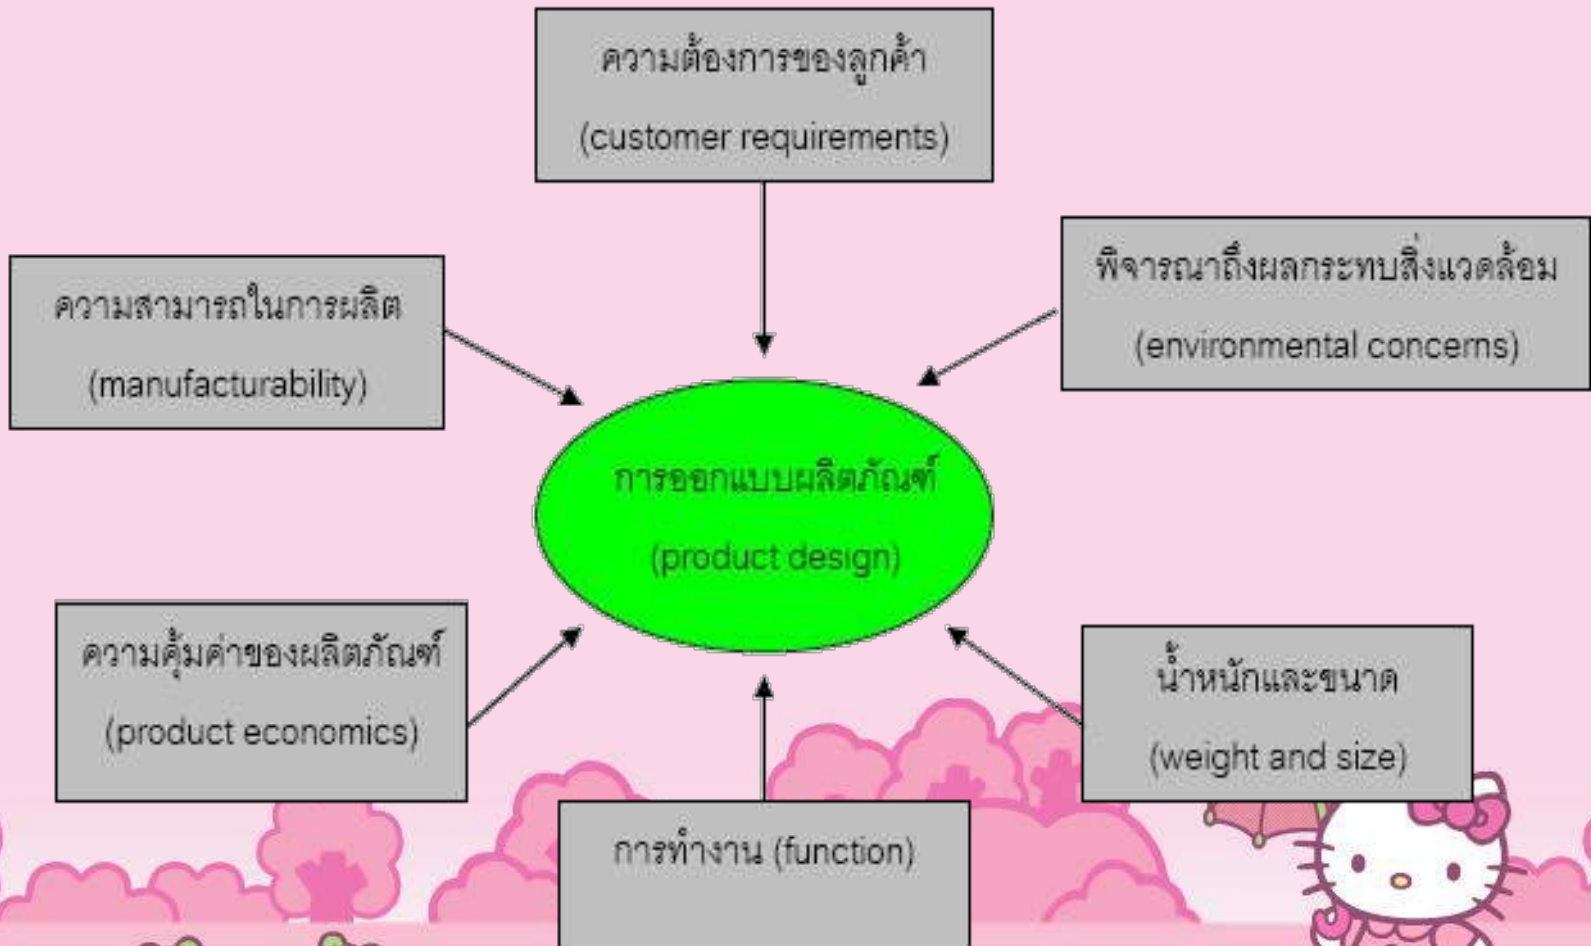 ความต้องการของลูกค้า
(customer requirements)
พิจารณาถึงผลกระทบสิ่งแวดล้อม
(environmental concerns)
ความสามารถในการผลิต
(manufacturability)
การออกแบบผลิตภัณฑ์
(product design)
ความคุ้มค่าของผลิตภัณฑ์
(product economics)
น้ำหนักและขนาด
(weight and size)
การทำงาน (function)